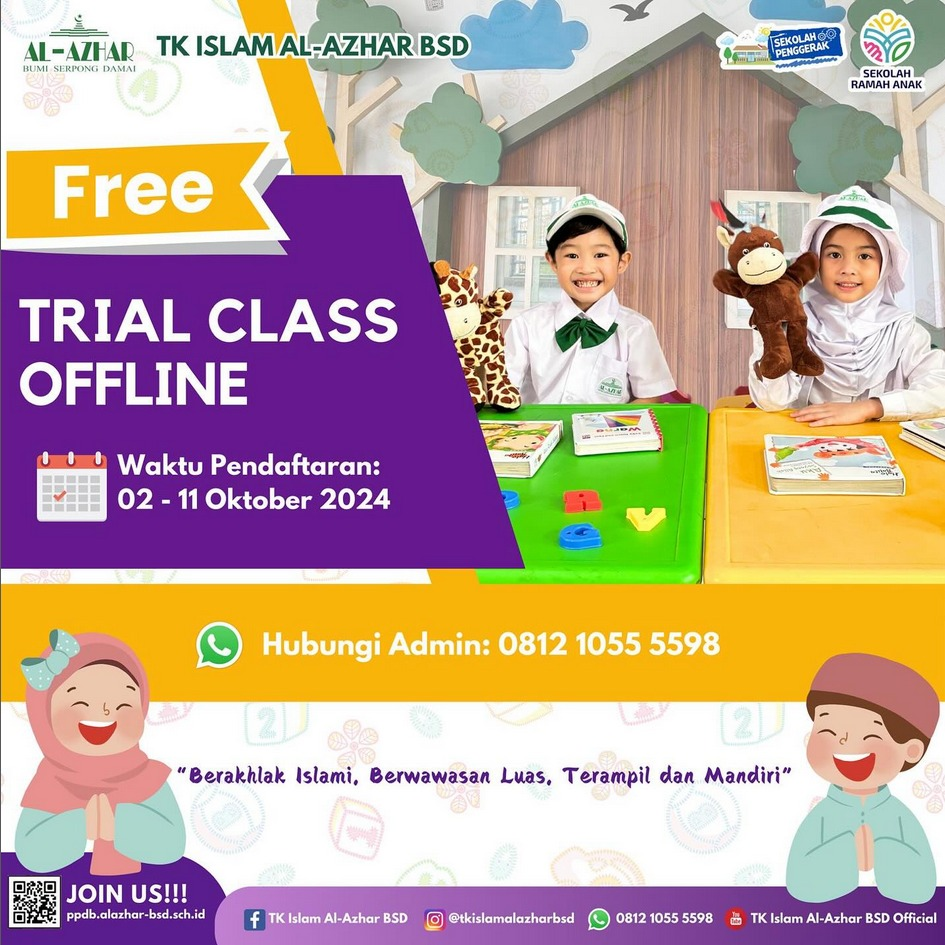 AL-AZHAR
BUMI SERPONG DAMAI
TK ISLAM AL-AZHAR BSD
SEKOLAH
PENGGERAK
SEKOLAH
RAMAH ANAK
Free
TRIAL CLASS
OFFLINE
Waktu Pendaftaran:
02 - 11 Oktober 2024
AL-AZHAR
Warna
Hubungi Admin: 0812 1055 5598
“Berakhlak Islami, Berwawasan Luas, Terampil dan Mandiri”
JOIN US!!!
ppdb.alazhar-bsd.sch.id
TK Islam Al-Azhar BSD
@tkislamalazharbsd
0812 1055 5598
TK Islam Al-Azhar BSD Official